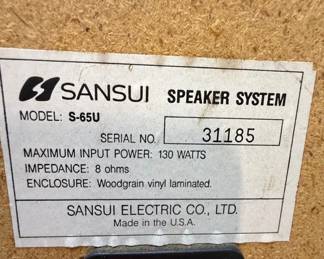 SANSUI SPEAKER SYSTEM
MODEL: S-65U
SERIAL NO. 31185
MAXIMUM INPUT POWER: 130 WATTS
IMPEDANCE: 8 ohms
ENCLOSURE: Woodgrain vinyl laminated.
SANSUI ELECTRIC CO., LTD.
Made in the U.S.A.